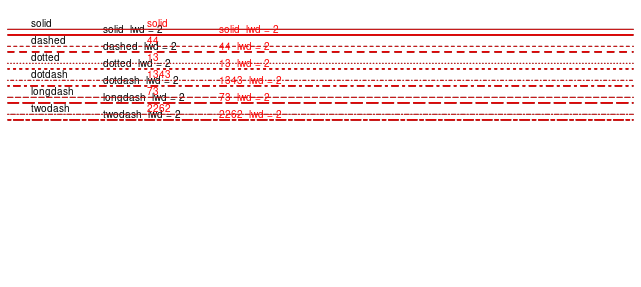 solid solid
solid lwd = 2 solid lwd = 2
dashed 44
dashed lwd = 2 44 lwd = 2
dotted 13
dotted lwd = 2 13 lwd = 2
dotdash 1343
dotdash lwd = 2 1343 lwd = 2
longdash 73
longdash lwd = 2 73 lwd = 2
twodash 2262
twodash lwd = 2 2262 lwd = 2